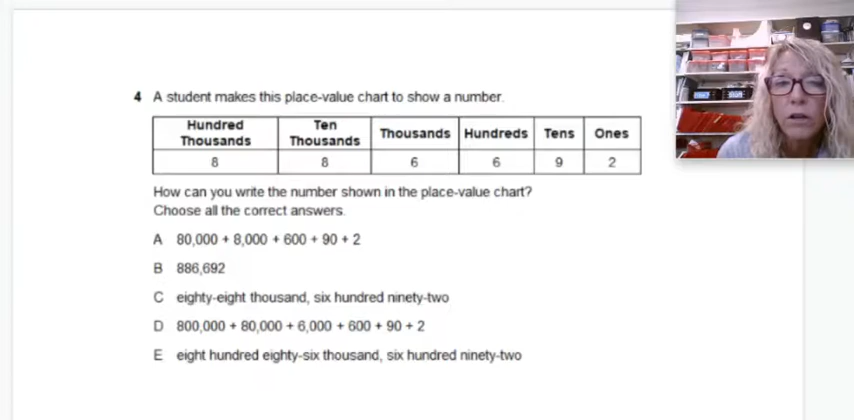 4 A student makes this place-value chart to show a number.
Hundred Thousands Ten Thousands Thousands Hundreds Tens Ones
8 8 6 6 9 2
How can you write the number shown in the place-value chart?
Choose all the correct answers.
A 80,000 + 8,000 + 600 + 90 + 2
B 886,692
C eighty-eight thousand, six hundred ninety-two
D 800,000 + 80,000 + 6,000 + 600 + 90 + 2
E eight hundred eighty-six thousand, six hundred ninety-two